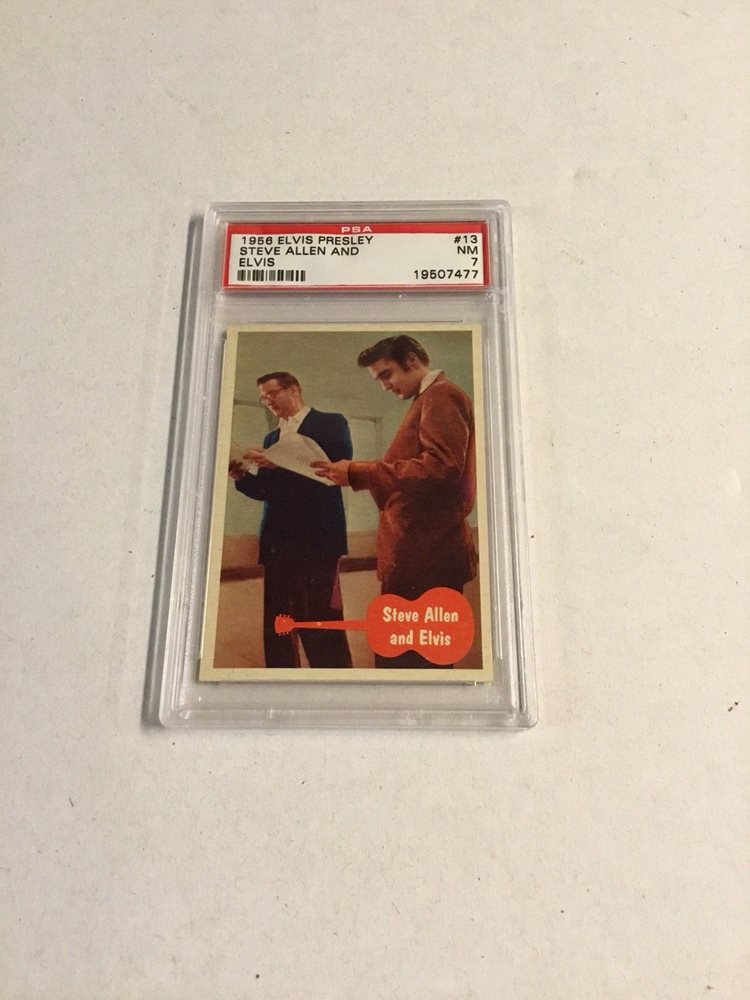 PSA
1956 ELVIS PRESLEY #13
STEVE ALLEN AND NM
ELVIS 7
19507477
Steve Allen
and Elvis